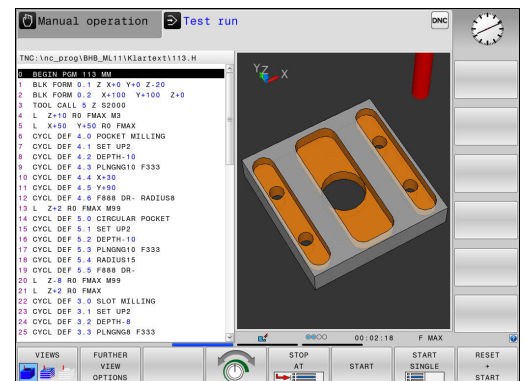 Manual operation
Test run
DNC
TNC:\nc_prog\BHB_ML11\Klartext\113.H
0 BEGIN PGM 113 MM
1 BLK FORM 0.1 Z X+0 Y+0 Z-20
2 BLK FORM 0.2 X+100 Y+100 Z+0
3 TOOL CALL 5 Z S2000
4 L Z+10 R0 FMAX M3
5 L X+50 Y+50 R0 FMAX
6 CYCL DEF 4.0 POCKET MILLING
7 CYCL DEF 4.1 SET UP2
8 CYCL DEF 4.2 DEPTH-10
9 CYCL DEF 4.3 PLNGNG10 F333
10 CYCL DEF 4.4 X+30
11 CYCL DEF 4.5 Y+90
12 CYCL DEF 4.6 F888 DR- RADIUS8
13 L Z+2 R0 FMAX M99
14 CYCL DEF 5.0 CIRCULAR POCKET
15 CYCL DEF 5.1 SET UP2
16 CYCL DEF 5.2 DEPTH-10
17 CYCL DEF 5.3 PLNGNG10 F333
18 CYCL DEF 5.4 RADIUS15
19 CYCL DEF 5.5 F888 DR-
20 L Z-8 R0 FMAX M99
21 L Z+2 R0 FMAX
22 CYCL DEF 3.0 SLOT MILLING
23 CYCL DEF 3.1 SET UP2
24 CYCL DEF 3.2 DEPTH-8
25 CYCL DEF 3.3 PLNGNG8 F333
Y Z X
00:02:18 F MAX
VIEWS
FURTHER
VIEW
OPTIONS
STOP
AT
START
START
SINGLE
RESET
+
START